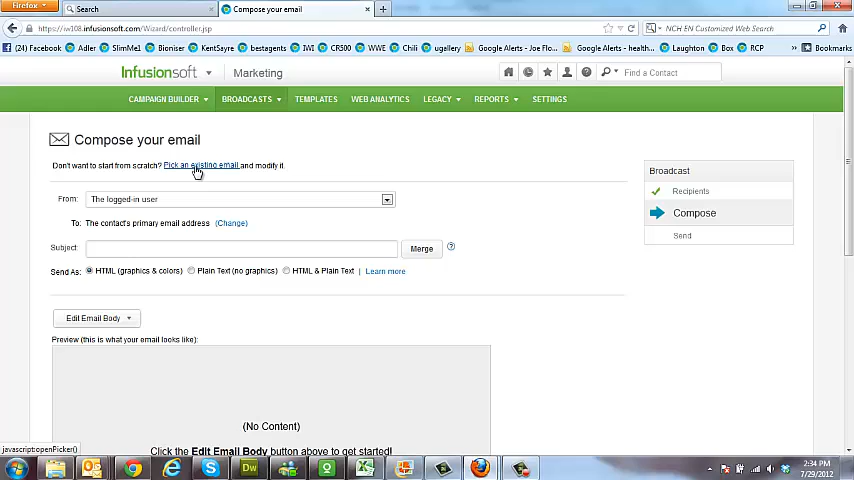 Firefox
Search
Compose your email
https://iw108.infusionsoft.com/Wizard/controller.jsp
NCH EN Customized Web Search
(24) Facebook
Adler
SlimMe1
Bioniser
KentSayre
bestagents
IWI
CR500
WWE
Chili
ugallery
Google Alerts - Joe Flo...
Google Alerts - healt...
Laughton
Box
RCP
Bookmarks
Infusionsoft
Marketing
Find a Contact
CAMPAIGN BUILDER
BROADCASTS
TEMPLATES
WEB ANALYTICS
LEGACY
REPORTS
SETTINGS
Compose your email
Don't want to start from scratch? Pick an existing email and modify it.
Broadcast
Recipients
Compose
Send
From: The logged-in user
To: The contact's primary email address (Change)
Subject:
Merge
Send As: HTML (graphics & colors) Plain Text (no graphics) HTML & Plain Text | Learn more
Edit Email Body
Preview (this is what your email looks like):
(No Content)
Click the Edit Email Body button above to get started!
javascript:openPicker()
2:34 PM
7/29/2012